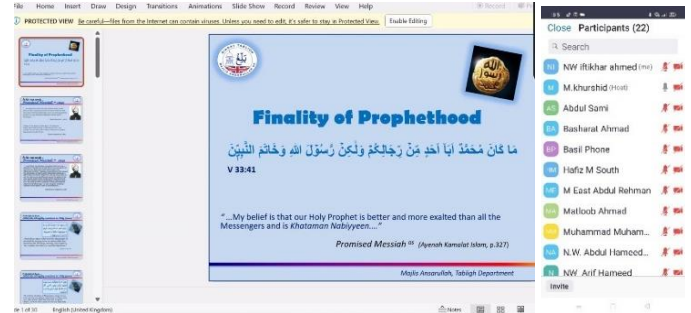 File Home Insert Draw Design Transitions Animations Slide Show Record Review View Help
PROTECTED VIEW Be careful—files from the Internet can contain viruses. Unless you need to edit, it's safer to stay in Protected View. Enable Editing
Finality of Prophethood
مَا كَانَ مُحَمَّدٌ اَبَآ اَحَدٍ مِّنْ رِّجَالِكُمْ وَلٰكِنْ رَّسُوْلَ اللهِ وَخَاتَمَ النَّبِيّٖنَ
V 33:41
"...My belief is that our Holy Prophet is better and more exalted than all the
Messengers and is Khataman Nabiyyeen...."
Promised Messiah as (Ayenah Kamalat Islam, p.327)
Majlis Ansarullah, Tabligh Department
English (United Kingdom)
Notes
Close Participants (22)
Search
NW iftikhar ahmed (me)
M.khurshid (Host)
Abdul Sami
Basharat Ahmad
Basil Phone
Hafiz M South
M East Abdul Rehman
Matloob Ahmad
Muhammad Muham...
N.W. Abdul Hameed...
NW Arif Hameed
Invite